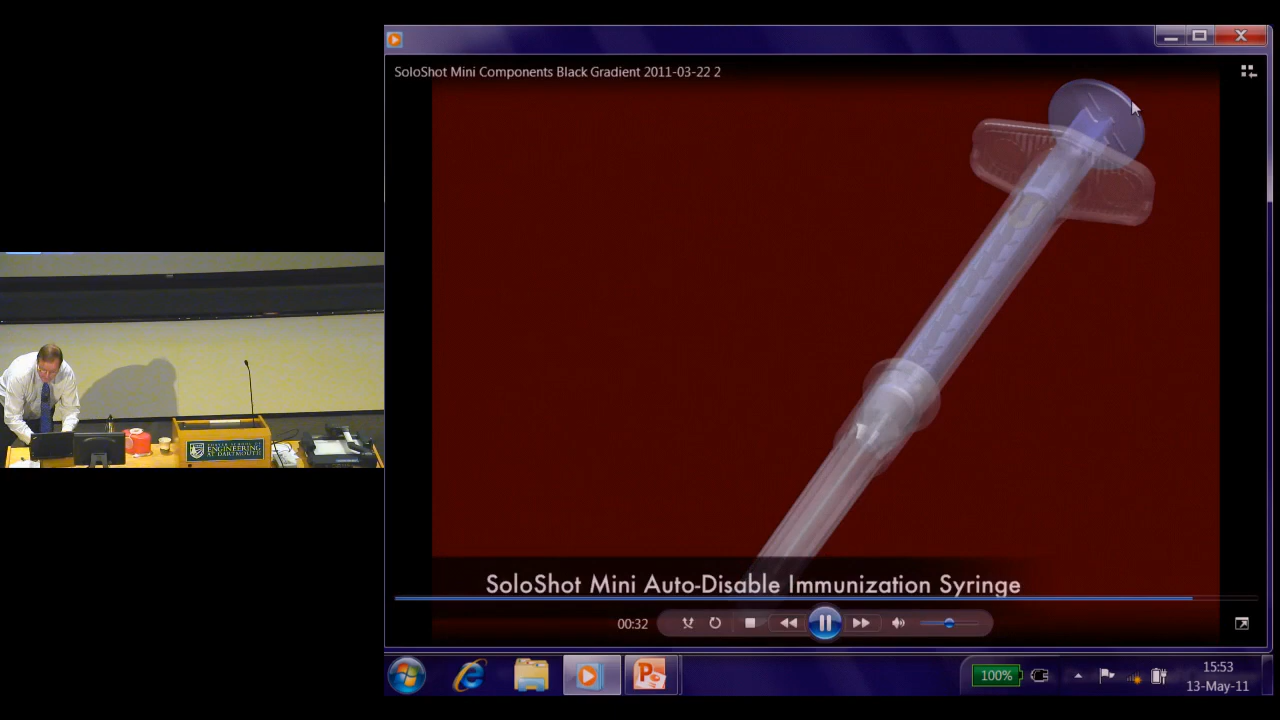 SoloShot Mini Components Black Gradient 2011-03-22 2
ENGINEERING
AT DARTMOUTH
SoloShot Mini Auto-Disable Immunization Syringe
00:32
100%
15:53
13-May-11